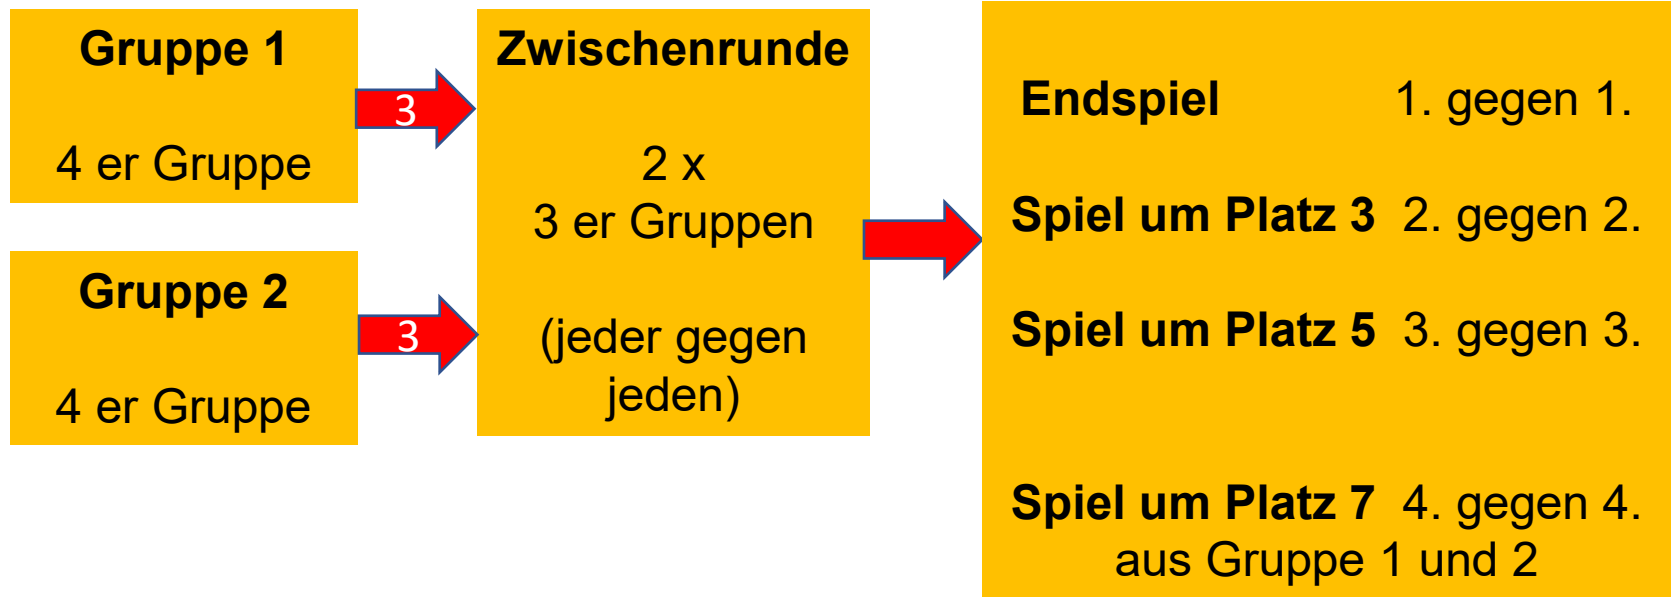 Gruppe 1
4 er Gruppe
3
Gruppe 2
4 er Gruppe
3
Zwischenrunde
2 x
3 er Gruppen
(jeder gegen
jeden)
Endspiel 1. gegen 1.
Spiel um Platz 3 2. gegen 2.
Spiel um Platz 5 3. gegen 3.
Spiel um Platz 7 4. gegen 4.
aus Gruppe 1 und 2